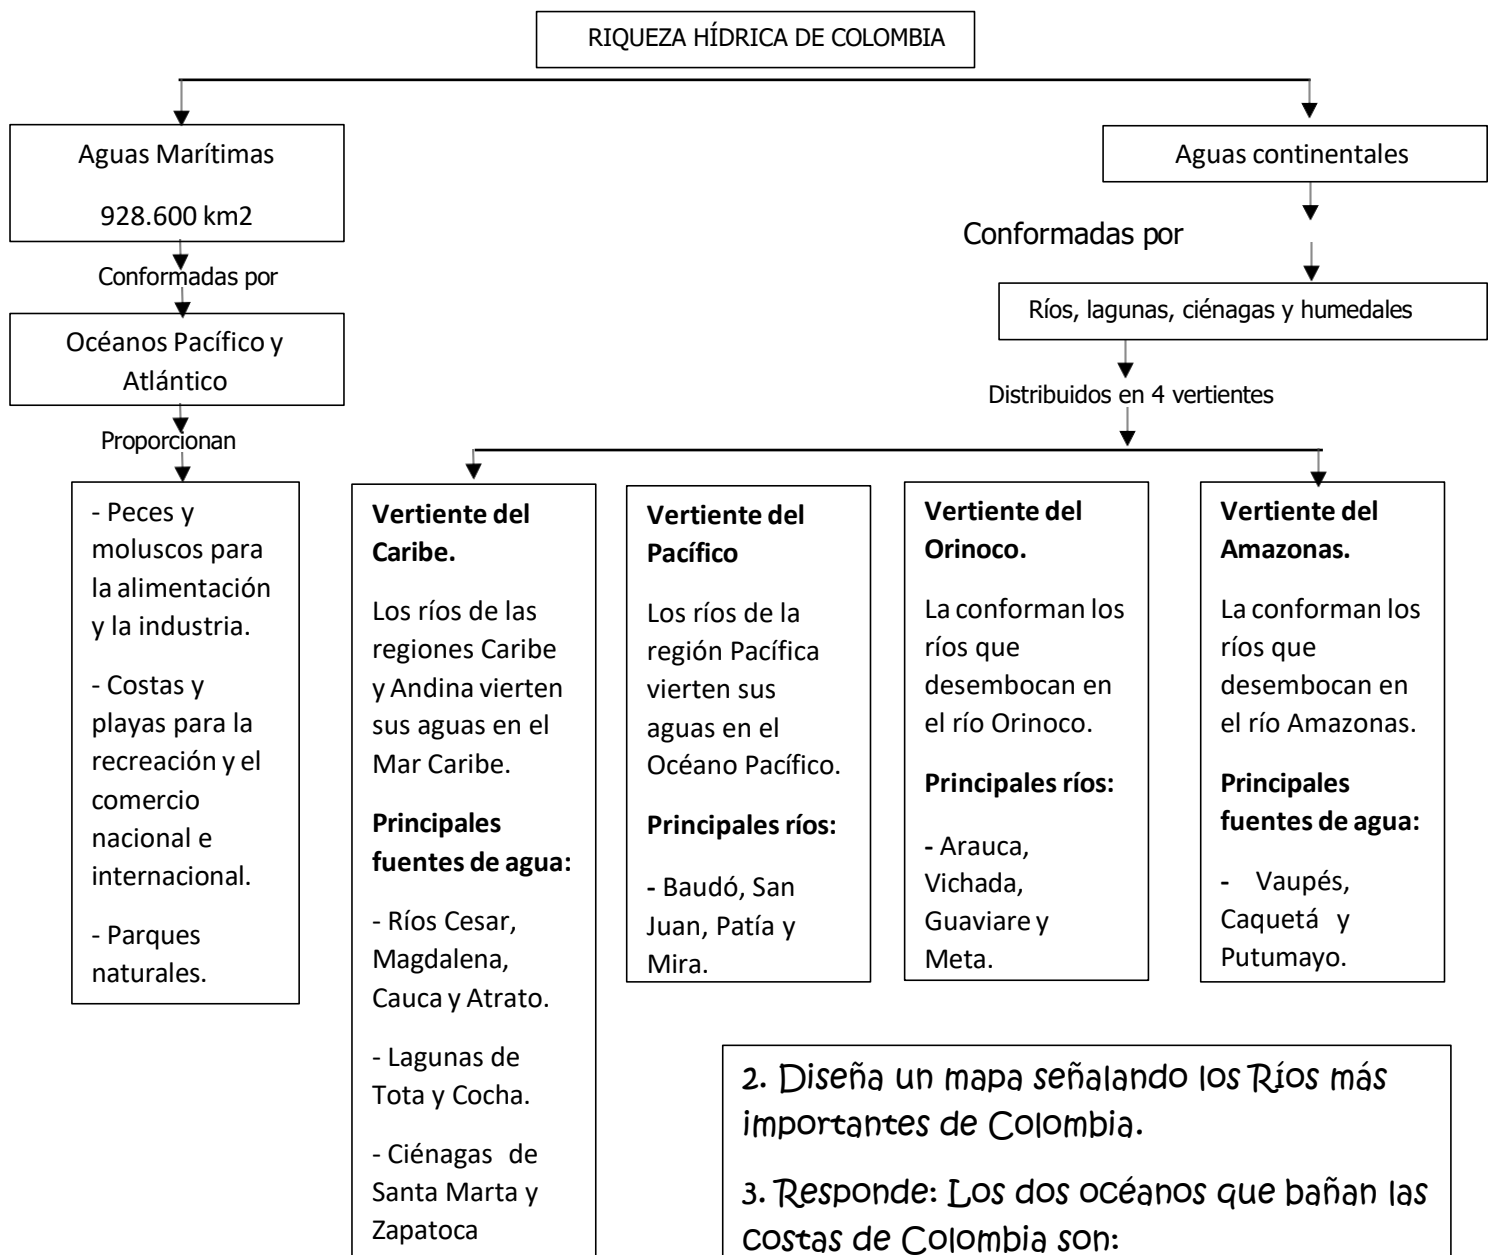 RIQUEZA HÍDRICA DE COLOMBIA
Aguas Marítimas
928.600 km2
Conformadas por
Océanos Pacífico y
Atlántico
Proporcionan
- Peces y
moluscos para
la alimentación
y la industria.
- Costas y
playas para la
recreación y el
comercio
nacional e
internacional.
- Parques
naturales.
Aguas continentales
Conformadas por
Ríos, lagunas, ciénagas y humedales
Distribuidos en 4 vertientes
Vertiente del
Caribe.
Los ríos de las
regiones Caribe
y Andina vierten
sus aguas en el
Mar Caribe.
Principales
fuentes de agua:
- Ríos Cesar,
Magdalena,
Cauca y Atrato.
- Lagunas de
Tota y Cocha.
- Ciénagas de
Santa Marta y
Zapatoca
Vertiente del
Pacífico
Los ríos de la
región Pacífica
vierten sus
aguas en el
Océano Pacífico.
Principales ríos:
- Baudó, San
Juan, Patía y
Mira.
Vertiente del
Orinoco.
La conforman los
ríos que
desembocan en
el río Orinoco.
Principales ríos:
- Arauca,
Vichada,
Guaviare y
Meta.
Vertiente del
Amazonas.
La conforman los
ríos que
desembocan en
el río Amazonas.
Principales
fuentes de agua:
- Vaupés,
Caquetá y
Putumayo.
2. Diseña un mapa señalando los Ríos más
importantes de Colombia.
3. Responde: Los dos océanos que bañan las
costas de Colombia son: